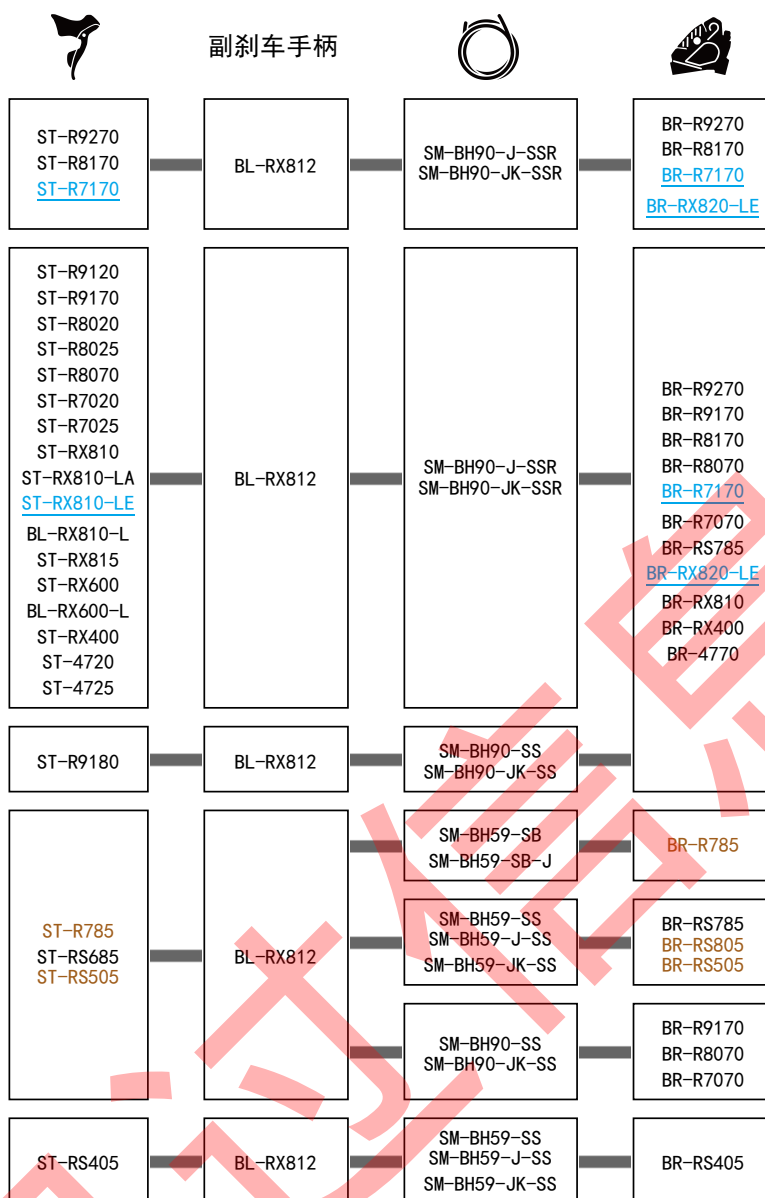 副刹车手柄
ST-R9270
ST-R8170
ST-R7170
BL-RX812
SM-BH90-J-SSR
SM-BH90-JK-SSR
BR-R9270
BR-R8170
BR-R7170
BR-RX820-LE
ST-R9120
ST-R9170
ST-R8020
ST-R8025
ST-R8070
ST-R7020
ST-R7025
ST-RX810
ST-RX810-LA
ST-RX810-LE
BL-RX810-L
ST-RX815
ST-RX600
BL-RX600-L
ST-RX400
ST-4720
ST-4725
BL-RX812
SM-BH90-J-SSR
SM-BH90-JK-SSR
BR-R9270
BR-R9170
BR-R8170
BR-R8070
BR-R7170
BR-R7070
BR-RS785
BR-RX820-LE
BR-RX810
BR-RX400
BR-4770
ST-R9180
BL-RX812
SM-BH90-SS
SM-BH90-JK-SS
ST-R785
ST-RS685
ST-RS505
BL-RX812
SM-BH59-SB
SM-BH59-SB-J
BR-R785
SM-BH59-SS
SM-BH59-J-SS
SM-BH59-JK-SS
BR-RS785
BR-RS805
BR-RS505
SM-BH90-SS
SM-BH90-JK-SS
BR-R9170
BR-R8070
BR-R7070
ST-RS405
BL-RX812
SM-BH59-SS
SM-BH59-J-SS
SM-BH59-JK-SS
BR-RS405
过信息